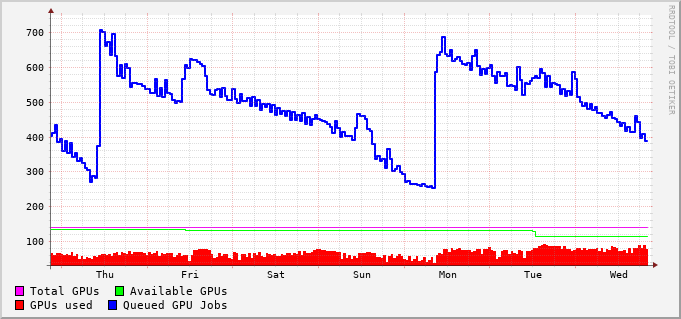 700
600
500
400
300
200
100
Thu Fri Sat Sun Mon Tue Wed
Total GPUs Available GPUs
GPUs used Queued GPU Jobs
RRDTOOL / TOBI OETIKER